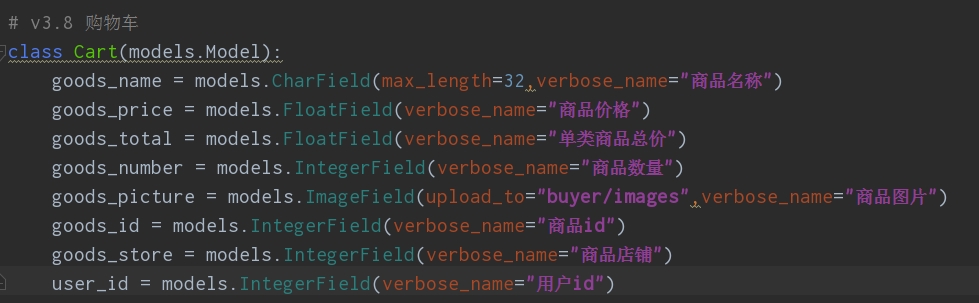 # v3.8 购物车
class Cart(models.Model):
    goods_name = models.CharField(max_length=32,verbose_name="商品名称")
    goods_price = models.FloatField(verbose_name="商品价格")
    goods_total = models.FloatField(verbose_name="单类商品总价")
    goods_number = models.IntegerField(verbose_name="商品数量")
    goods_picture = models.ImageField(upload_to="buyer/images",verbose_name="商品图片")
    goods_id = models.IntegerField(verbose_name="商品id")
    goods_store = models.IntegerField(verbose_name="商品店铺")
    user_id = models.IntegerField(verbose_name="用户id")